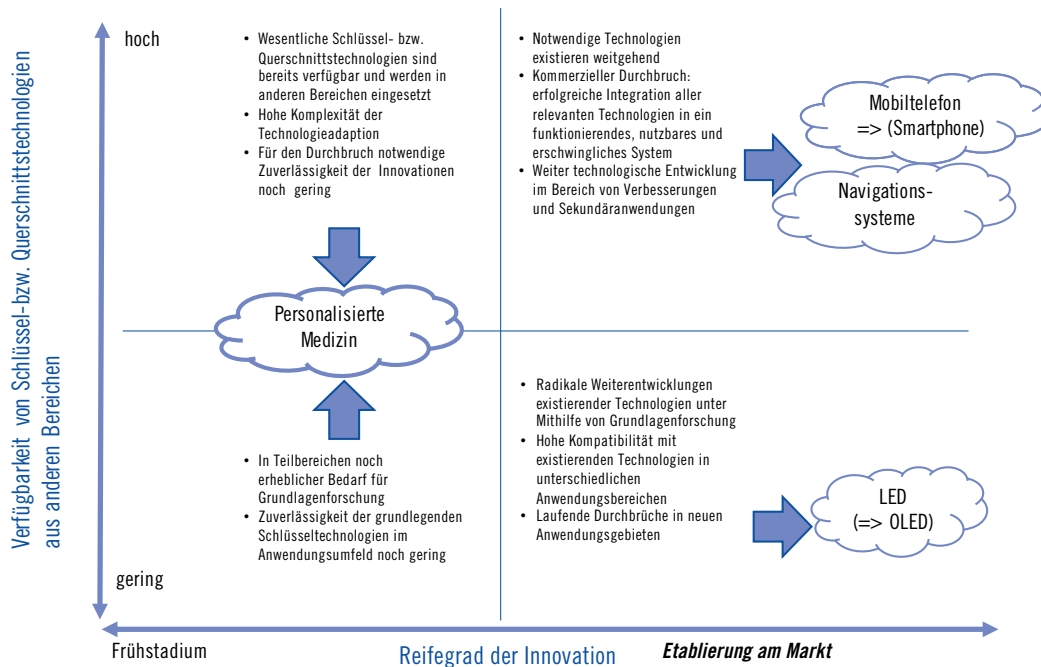 Verfügbarkeit von Schlüssel- bzw. Querschnittstechnologien
aus anderen Bereichen
hoch
• Wesentliche Schlüssel- bzw.
Querschnittstechnologien sind
bereits verfügbar und werden in
anderen Bereichen eingesetzt
• Hohe Komplexität der
Technologieadaption
• Für den Durchbruch notwendige
Zuverlässigkeit der Innovationen
noch gering
• Notwendige Technologien
existieren weitgehend
• Kommerzieller Durchbruch:
erfolgreiche Integration aller
relevanten Technologien in ein
funktionierendes, nutzbares und
erschwingliches System
• Weiter technologische Entwicklung
im Bereich von Verbesserungen
und Sekundäranwendungen
Mobiltelefon
=> (Smartphone)
Navigations-
systeme
Personalisierte
Medizin
• In Teilbereichen noch
erheblicher Bedarf für
Grundlagenforschung
• Zuverlässigkeit der grundlegenden
Schlüsseltechnologien im
Anwendungsumfeld noch gering
• Radikale Weiterentwicklungen
existierender Technologien unter
Mithilfe von Grundlagenforschung
• Hohe Kompatibilität mit
existierenden Technologien in
unterschiedlichen
Anwendungsbereichen
• Laufende Durchbrüche in neuen
Anwendungsgebieten
LED
(=> OLED)
gering
Frühstadium
Reifegrad der Innovation
Etablierung am Markt